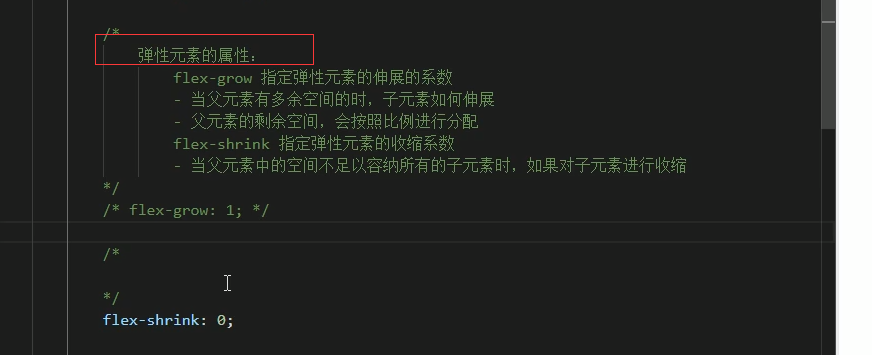 /*
弹性元素的属性:
flex-grow 指定弹性元素的伸展的系数
- 当父元素有多余空间的时，子元素如何伸展
- 父元素的剩余空间，会按照比例进行分配
flex-shrink 指定弹性元素的收缩系数
- 当父元素中的空间不足以容纳所有的子元素时，如果对子元素进行收缩
*/
/* flex-grow: 1; */
/*
*/
flex-shrink: 0;